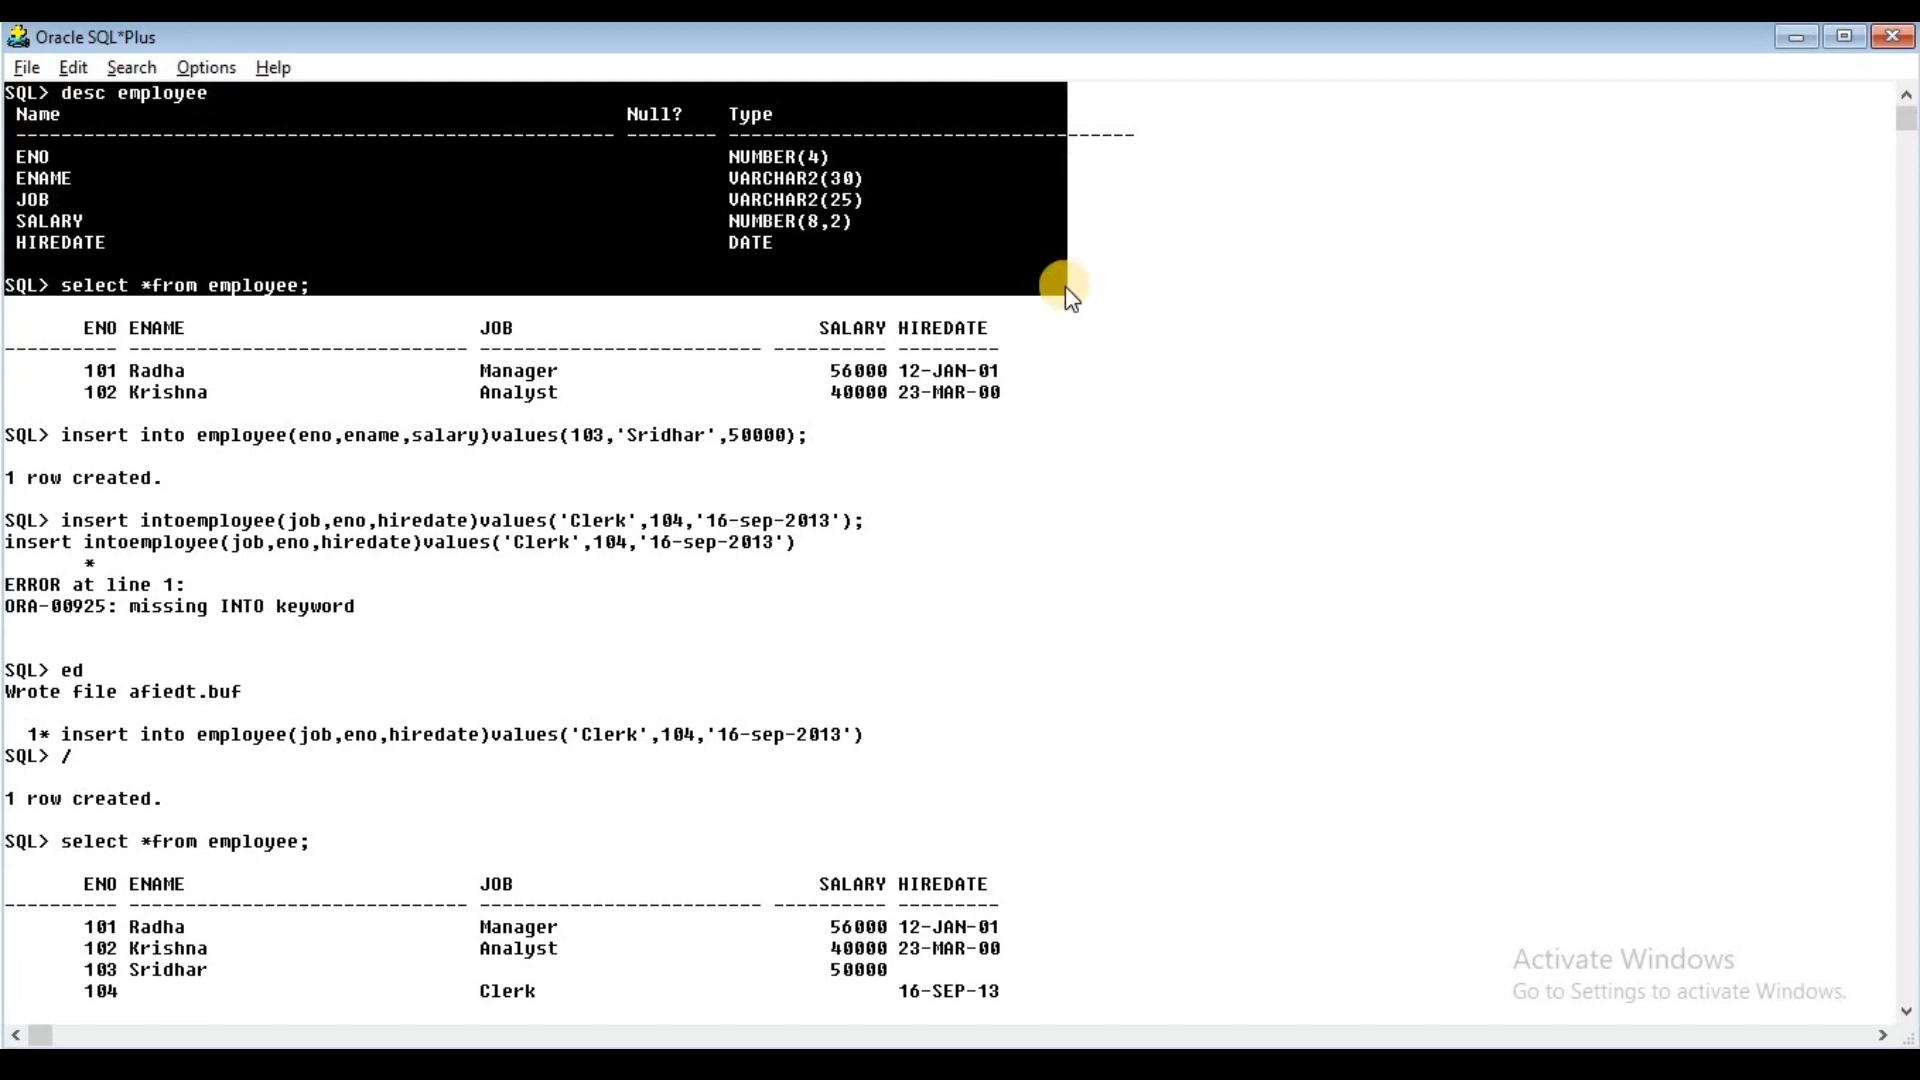 Oracle SQL*Plus
File Edit Search Options Help
SQL> desc employee
Name Null? Type
----------------------------------------------------- -------- ------------------------------------
ENO NUMBER(4)
ENAME VARCHAR2(30)
JOB VARCHAR2(25)
SALARY NUMBER(8,2)
HIREDATE DATE
SQL> select *from employee;
ENO ENAME JOB SALARY HIREDATE
---------- ------------------------------ ------------------------- ---------- ---------
101 Radha Manager 56000 12-JAN-01
102 Krishna Analyst 40000 23-MAR-00
SQL> insert into employee(eno,ename,salary)values(103,'Sridhar',50000);
1 row created.
SQL> insert intoemployee(job,eno,hiredate)values('Clerk',104,'16-sep-2013');
insert intoemployee(job,eno,hiredate)values('Clerk',104,'16-sep-2013')
*
ERROR at line 1:
ORA-00925: missing INTO keyword
SQL> ed
Wrote file afiedt.buf
1* insert into employee(job,eno,hiredate)values('Clerk',104,'16-sep-2013')
SQL> /
1 row created.
SQL> select *from employee;
ENO ENAME JOB SALARY HIREDATE
---------- ------------------------------ ------------------------- ---------- ---------
101 Radha Manager 56000 12-JAN-01
102 Krishna Analyst 40000 23-MAR-00
103 Sridhar 50000
104 Clerk 16-SEP-13
Activate Windows
Go to Settings to activate Windows.